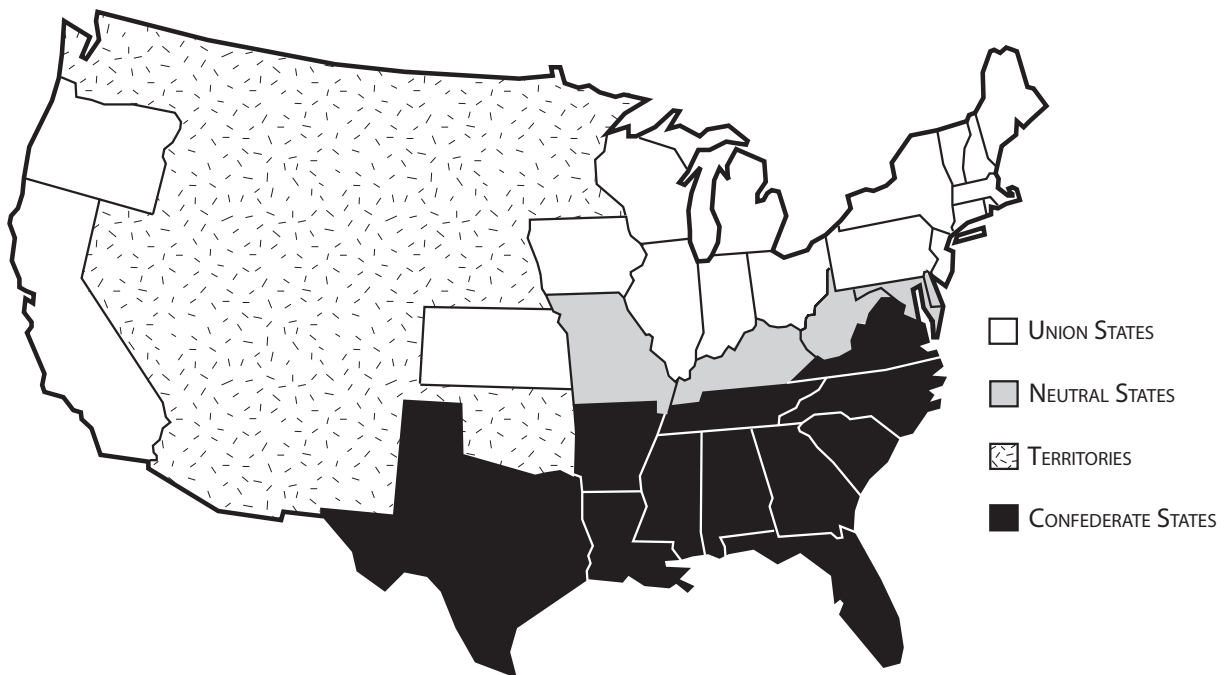 Union States
Neutral States
Territories
Confederate States